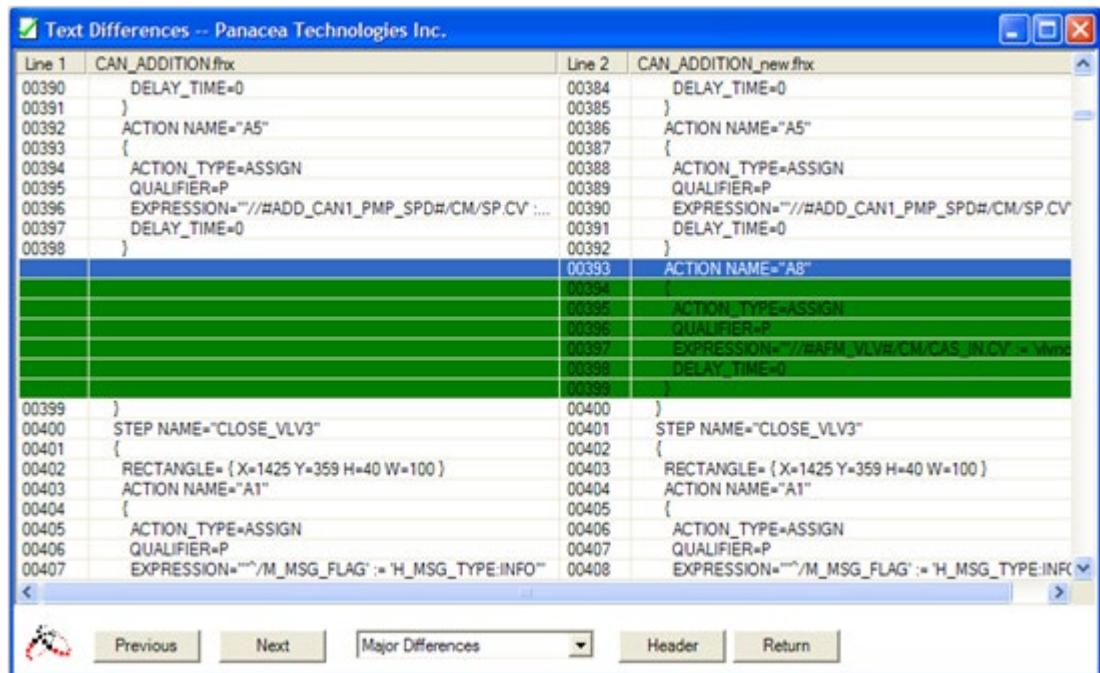 Text Differences -- Panacea Technologies Inc.
Line 1 CAN_ADDITION.fhx Line 2 CAN_ADDITION_new.fhx
00390 DELAY_TIME=0 00384 DELAY_TIME=0
00391 } 00385 }
00392 ACTION NAME="A5" 00386 ACTION NAME="A5"
00393 { 00387 {
00394 ACTION_TYPE=ASSIGN 00388 ACTION_TYPE=ASSIGN
00395 QUALIFIER=P 00389 QUALIFIER=P
00396 EXPRESSION="'//#ADD_CAN1_PMP_SPD#/CM/SP.CV' :... 00390 EXPRESSION="'//#ADD_CAN1_PMP_SPD#/CM/SP.CV'
00397 DELAY_TIME=0 00391 DELAY_TIME=0
00398 } 00392 }
00393 ACTION NAME="A8"
00394 {
00395 ACTION_TYPE=ASSIGN
00396 QUALIFIER=P
00397 EXPRESSION="'//#AFM_VLV#/CM/CAS_IN.CV' :=
00398 DELAY_TIME=0
00399 }
00399 } 00400 }
00400 STEP NAME="CLOSE_VLV3" 00401 STEP NAME="CLOSE_VLV3"
00401 { 00402 {
00402 RECTANGLE= { X=1425 Y=359 H=40 W=100 } 00403 RECTANGLE= { X=1425 Y=359 H=40 W=100 }
00403 ACTION NAME="A1" 00404 ACTION NAME="A1"
00404 { 00405 {
00405 ACTION_TYPE=ASSIGN 00406 ACTION_TYPE=ASSIGN
00406 QUALIFIER=P 00407 QUALIFIER=P
00407 EXPRESSION="'^/M_MSG_FLAG' := 'H_MSG_TYPE:INFO'" 00408 EXPRESSION="'^/M_MSG_FLAG' := 'H_MSG_TYPE:INFO
Previous Next Major Differences Header Return